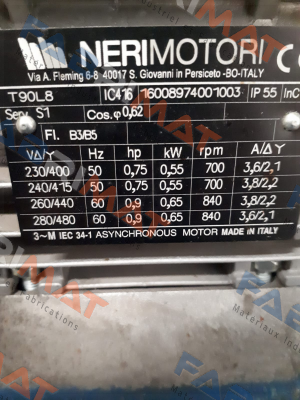 NERIMOTORI
Via A. Fleming 6-8 40017 S. Giovanni in Persiceto -BO-ITALY
T90L8 IC416 16008974001003 IP 55
Serv. S1 Cos.φ 0,62
Fl. B3/B5
V∆/Y Hz hp kW rpm A/∆ Y
230/400 50 0,75 0,55 700 3,6/2,1
240/415 50 0,75 0,55 700 3,8/2,2
260/440 60 0,9 0,65 840 3,8/2,2
280/480 60 0,9 0,65 840 3,6/2,1
3~M IEC 34-1 ASYNCHRONOUS MOTOR MADE IN ITALY